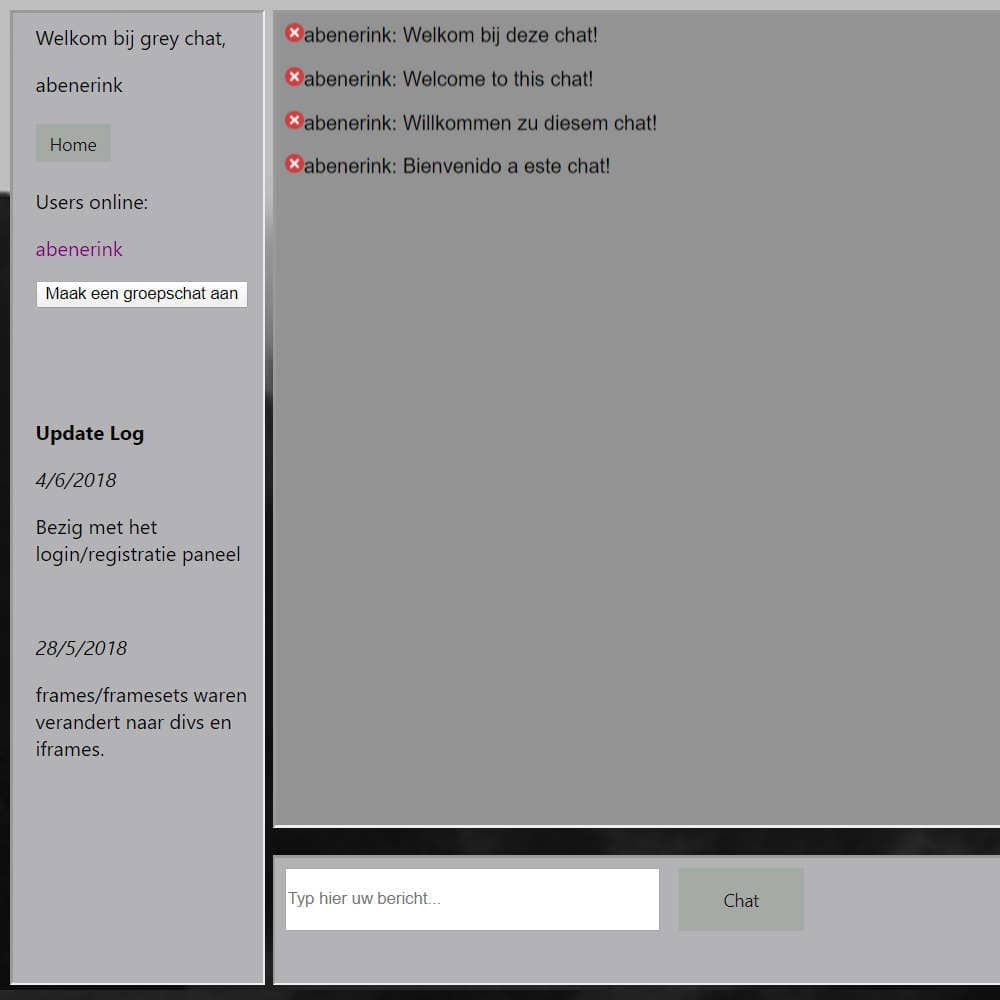 Welkom bij grey chat,
abenerink
Home
Users online:
abenerink
Maak een groepschat aan
Update Log
4/6/2018
Bezig met het
login/registratie paneel
28/5/2018
frames/framesets waren
verandert naar divs en
iframes.
abenerink: Welkom bij deze chat!
abenerink: Welcome to this chat!
abenerink: Willkommen zu diesem chat!
abenerink: Bienvenido a este chat!
Typ hier uw bericht...
Chat